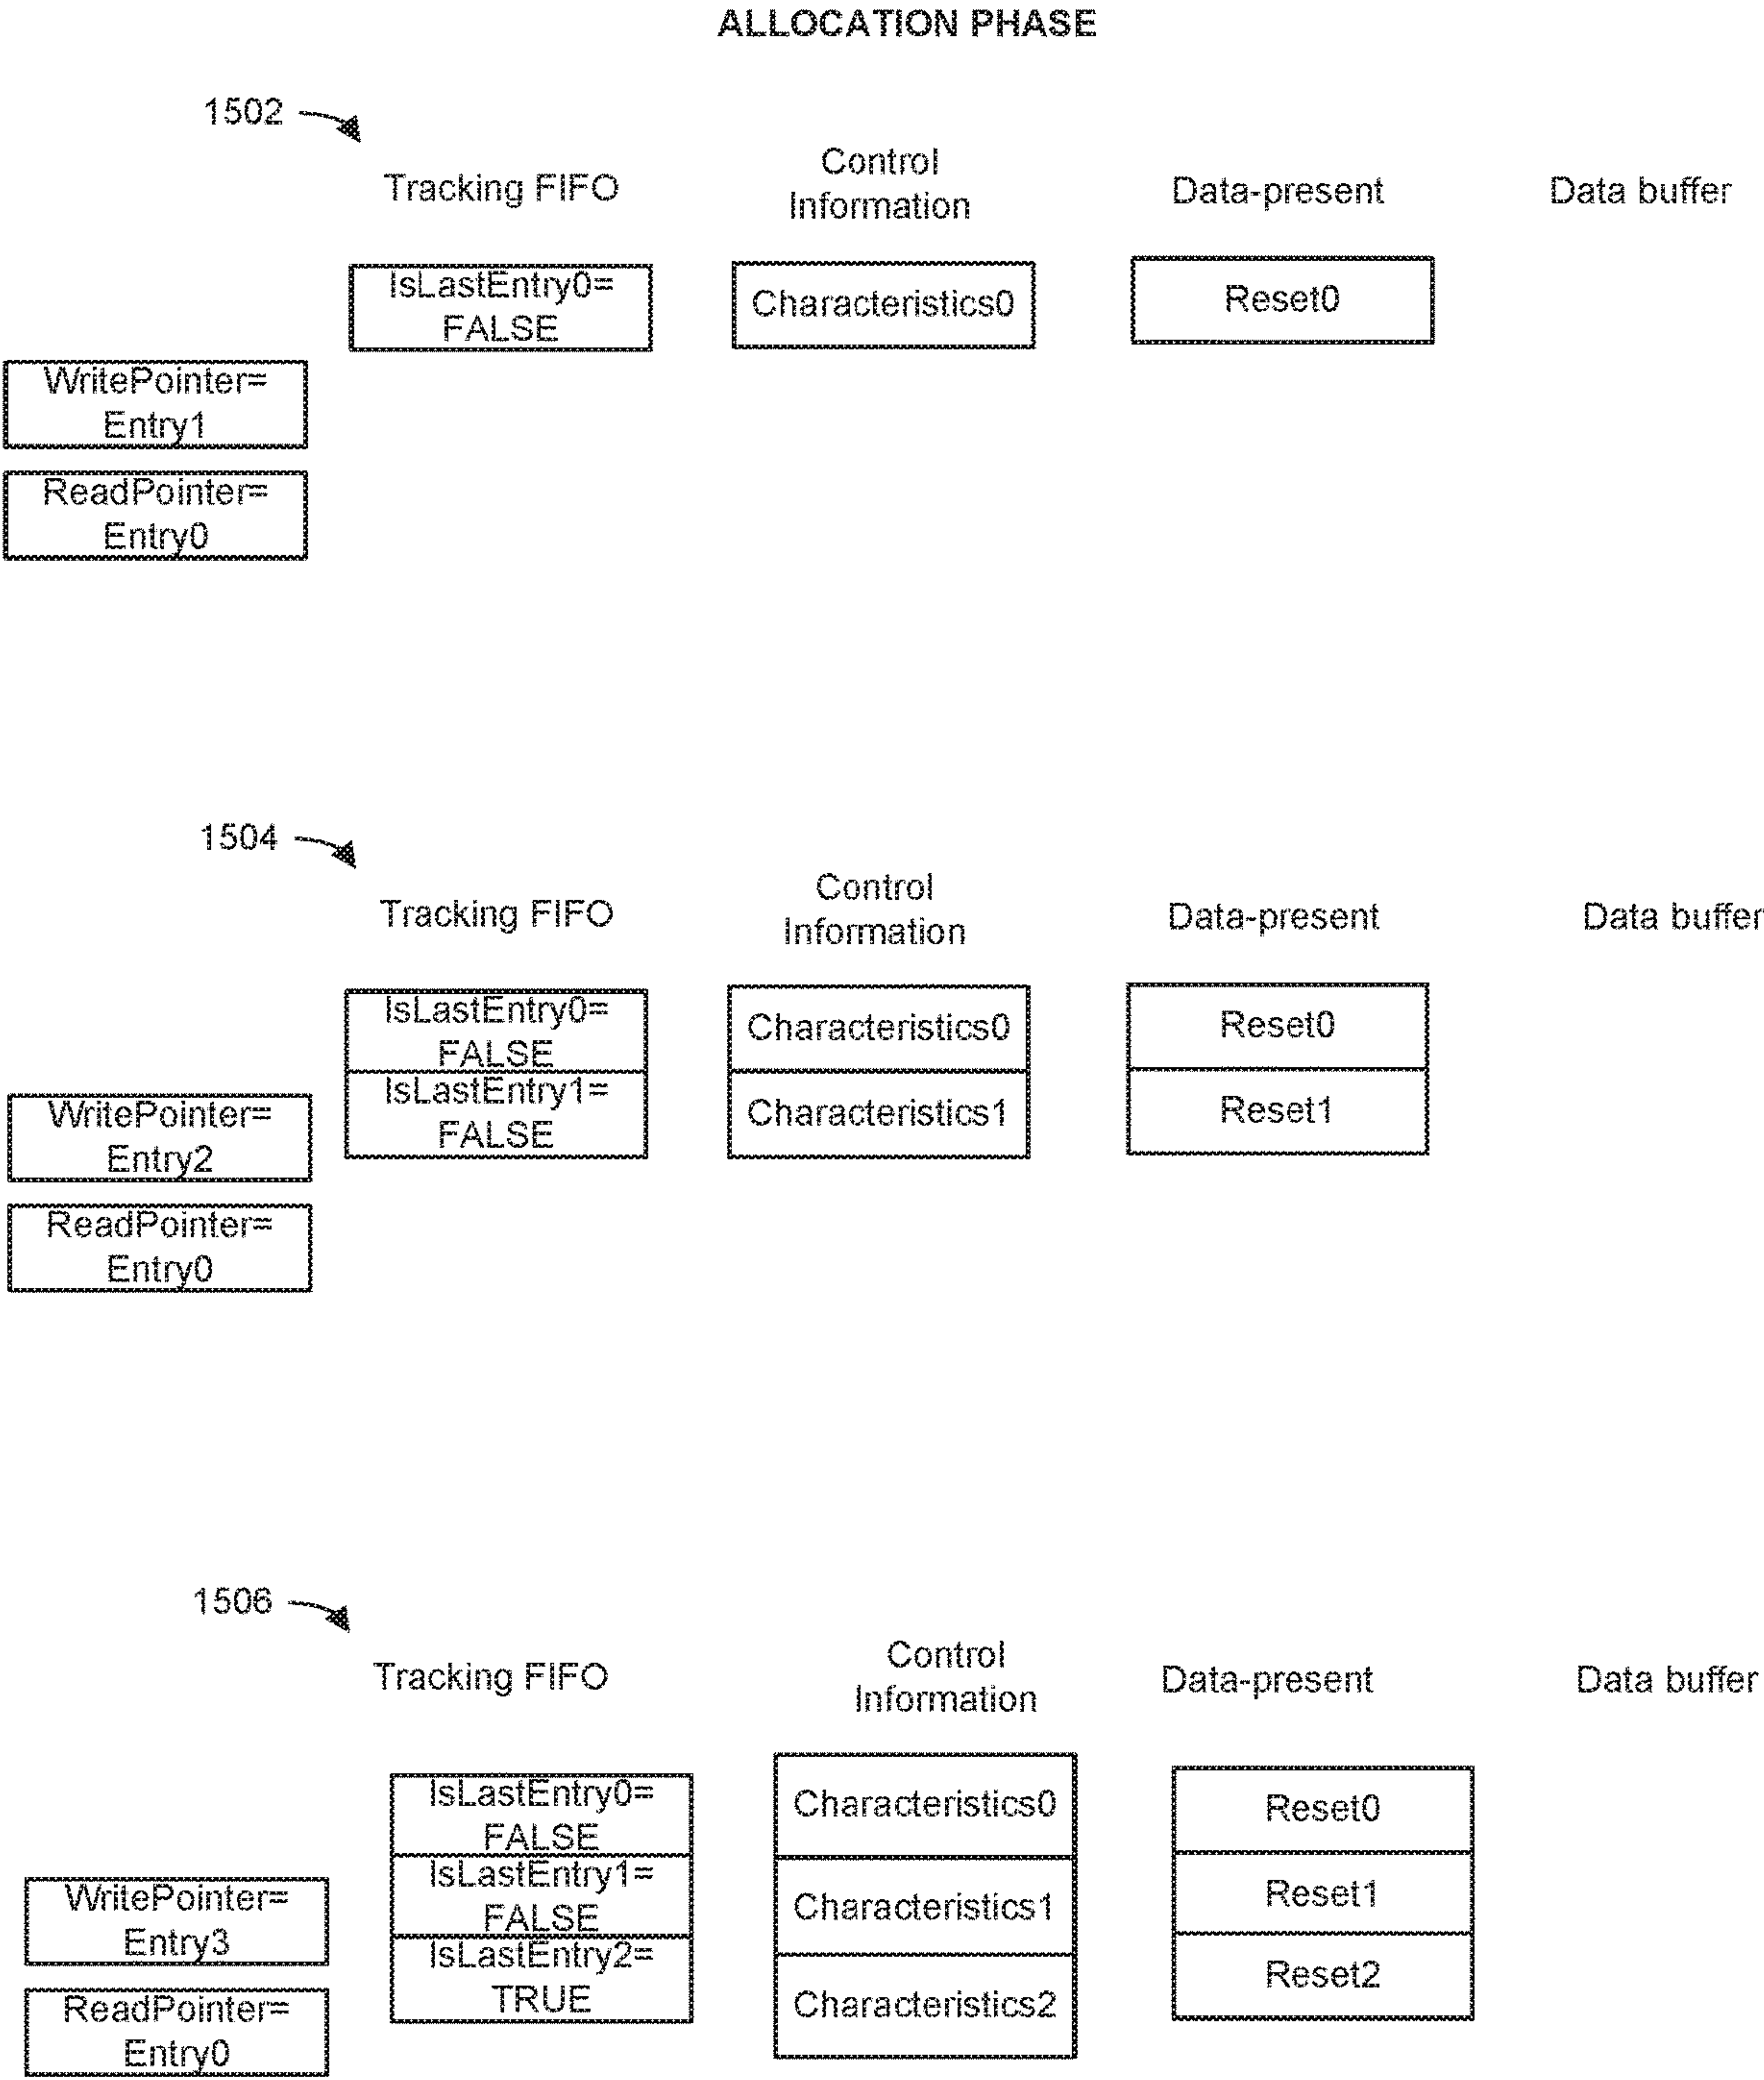 ALLOCATION PHASE
1502
Tracking FIFO
Control
Information
Data-present
Data buffer
IsLastEntry0=
FALSE
Characteristics0
Reset0
WritePointer=
Entry1
ReadPointer=
Entry0
1504
Tracking FIFO
Control
Information
Data-present
Data buffer
IsLastEntry0=
FALSE
Characteristics0
Reset0
IsLastEntry1=
FALSE
Characteristics1
Reset1
WritePointer=
Entry2
ReadPointer=
Entry0
1506
Tracking FIFO
Control
Information
Data-present
Data buffer
IsLastEntry0=
FALSE
Characteristics0
Reset0
IsLastEntry1=
FALSE
Characteristics1
Reset1
IsLastEntry2=
TRUE
Characteristics2
Reset2
WritePointer=
Entry3
ReadPointer=
Entry0